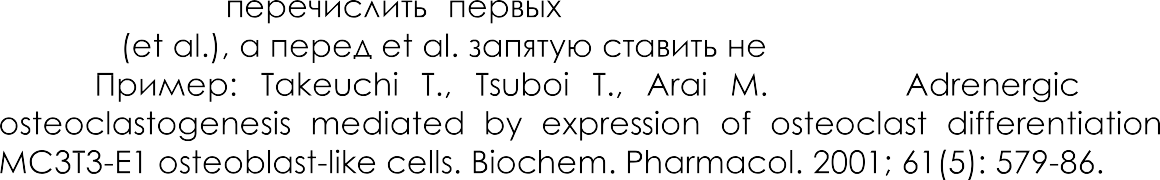 перечислить первых
(et al.), а перед et al. запятую ставить не
Пример: Takeuchi T., Tsuboi T., Arai M. Adrenergic
osteoclastogenesis mediated by expression of osteoclast differentiation
MC3T3-E1 osteoblast-like cells. Biochem. Pharmacol. 2001; 61(5): 579-86.